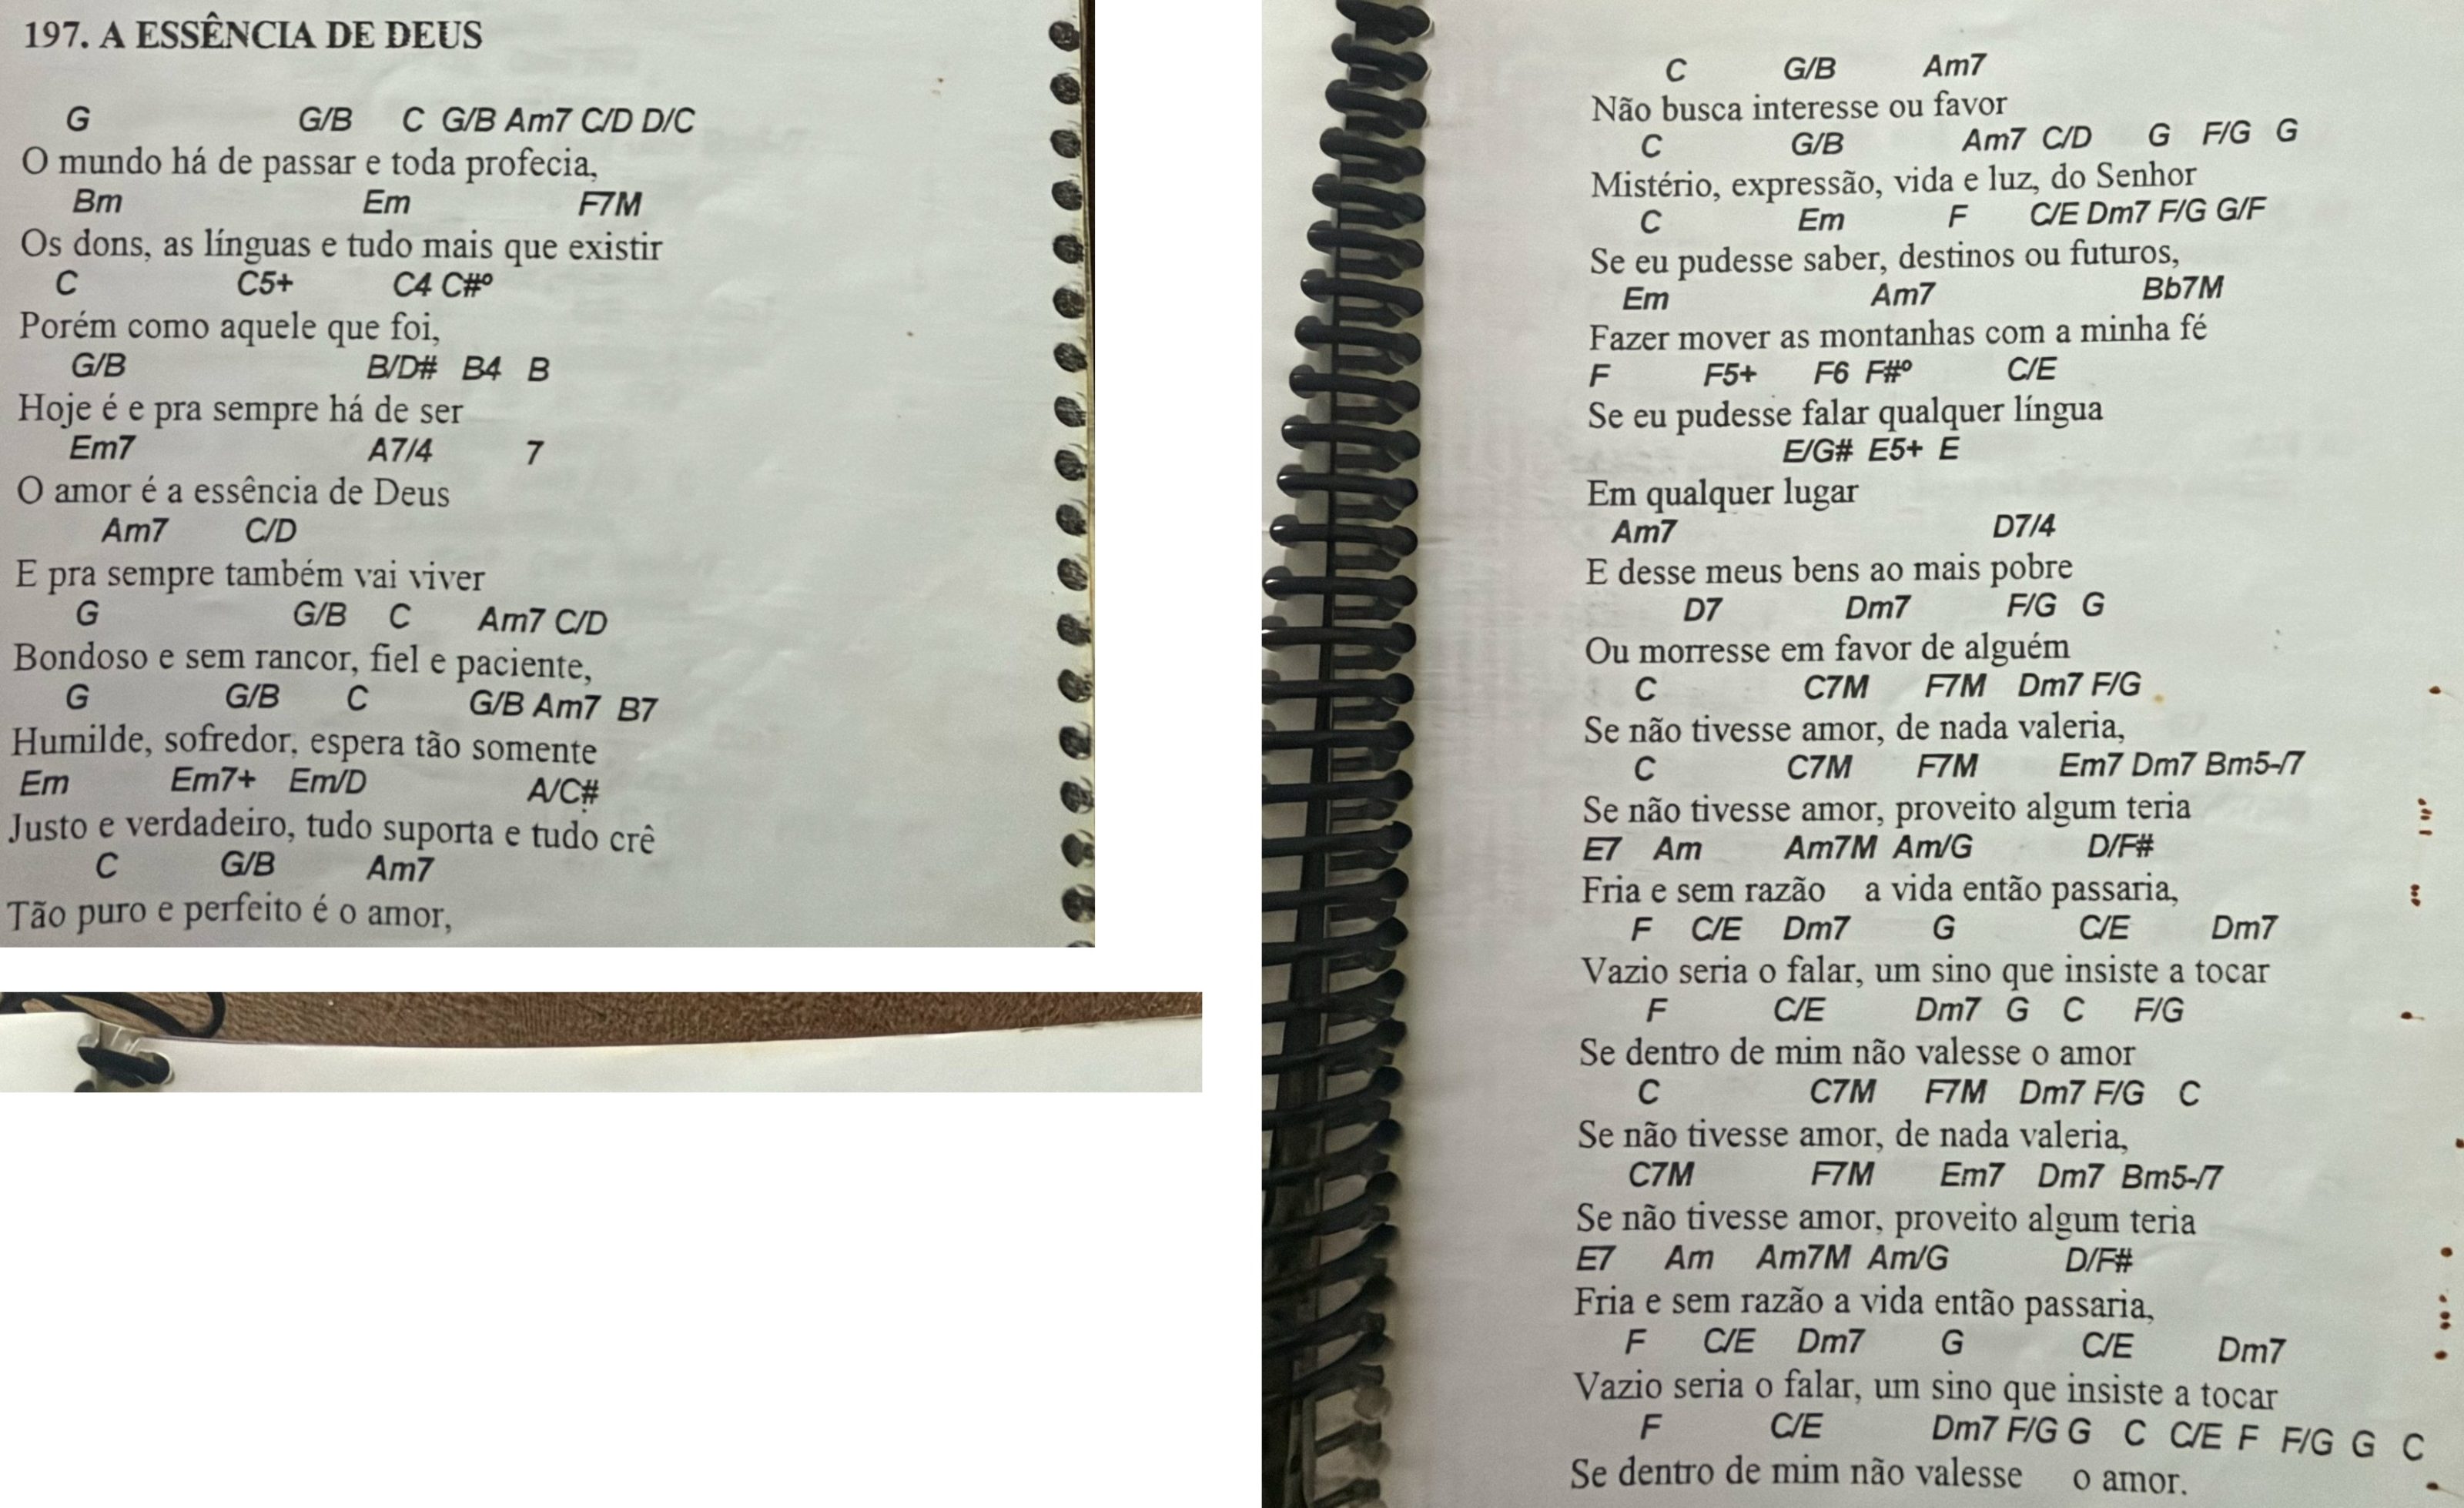 197. A ESSÊNCIA DE DEUS
G G/B C G/B Am7 C/D D/C
O mundo há de passar e toda profecia,
Bm Em F7M
Os dons, as línguas e tudo mais que existir
C C5+ C4 C#º
Porém como aquele que foi,
G/B B/D# B4 B
Hoje é e pra sempre há de ser
Em7 A7/4 7
O amor é a essência de Deus
Am7 C/D
E pra sempre também vai viver
G G/B C Am7 C/D
Bondoso e sem rancor, fiel e paciente,
G G/B C G/B Am7 B7
Humilde, sofredor, espera tão somente
Em Em7+ Em/D A/C#
Justo e verdadeiro, tudo suporta e tudo crê
C G/B Am7
Tão puro e perfeito é o amor,
C G/B Am7
Não busca interesse ou favor
C G/B Am7 C/D G F/G G
Mistério, expressão, vida e luz, do Senhor
C Em F C/E Dm7 F/G G/F
Se eu pudesse saber, destinos ou futuros,
Em Am7 Bb7M
Fazer mover as montanhas com a minha fé
F F5+ F6 F#º C/E
Se eu pudesse falar qualquer língua
E/G# E5+ E
Em qualquer lugar
Am7 D7/4
E desse meus bens ao mais pobre
D7 Dm7 F/G G
Ou morresse em favor de alguém
C C7M F7M Dm7 F/G
Se não tivesse amor, de nada valeria,
C C7M F7M Em7 Dm7 Bm5-/7
Se não tivesse amor, proveito algum teria
E7 Am Am7M Am/G D/F#
Fria e sem razão a vida então passaria,
F C/E Dm7 G C/E Dm7
Vazio seria o falar, um sino que insiste a tocar
F C/E Dm7 G C F/G
Se dentro de mim não valesse o amor
C C7M F7M Dm7 F/G C
Se não tivesse amor, de nada valeria,
C7M F7M Em7 Dm7 Bm5-/7
Se não tivesse amor, proveito algum teria
E7 Am Am7M Am/G D/F#
Fria e sem razão a vida então passaria,
F C/E Dm7 G C/E Dm7
Vazio seria o falar, um sino que insiste a tocar
F C/E Dm7 F/G G C C/E F F/G G C
Se dentro de mim não valesse o amor.